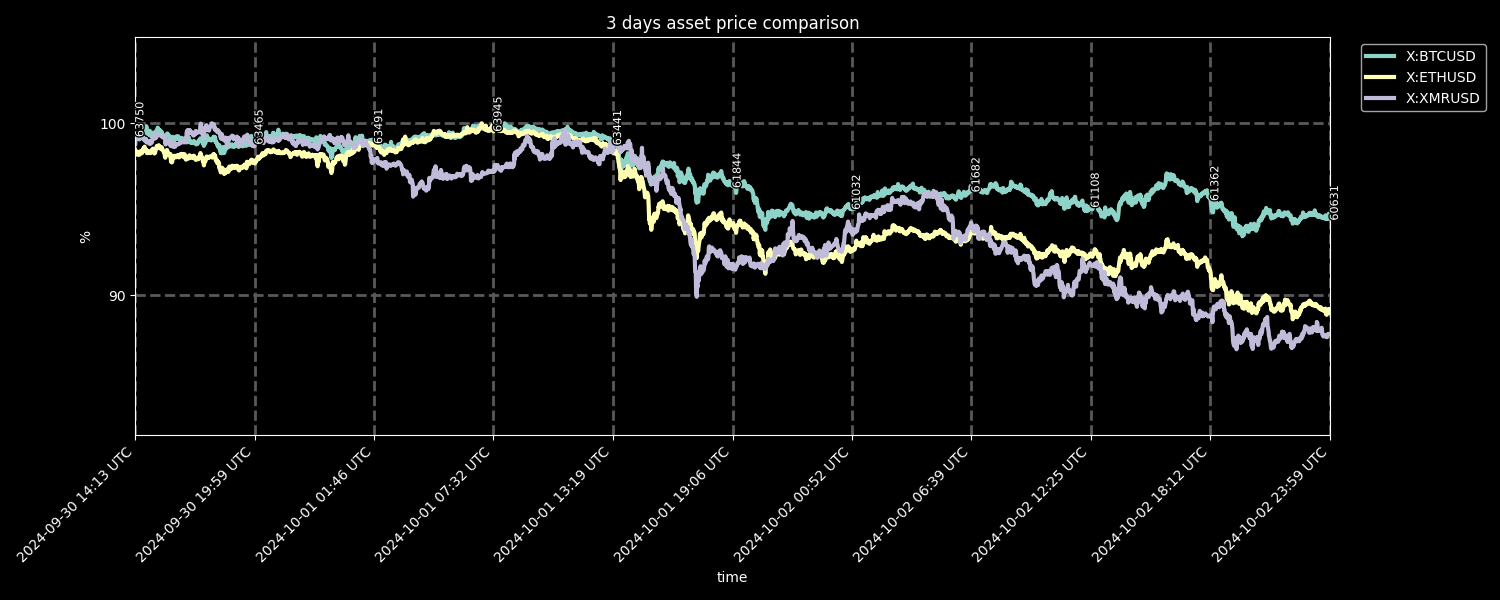 3 days asset price comparison
X:BTCUSD
X:ETHUSD
X:XMRUSD
100
90
%
63750
63465
63491
63945
63441
61844
61032
61682
61108
61362
60631
2024-09-30 14:13 UTC
2024-09-30 19:59 UTC
2024-10-01 01:46 UTC
2024-10-01 07:32 UTC
2024-10-01 13:19 UTC
2024-10-01 19:06 UTC
2024-10-02 00:52 UTC
2024-10-02 06:39 UTC
2024-10-02 12:25 UTC
2024-10-02 18:12 UTC
2024-10-02 23:59 UTC
time